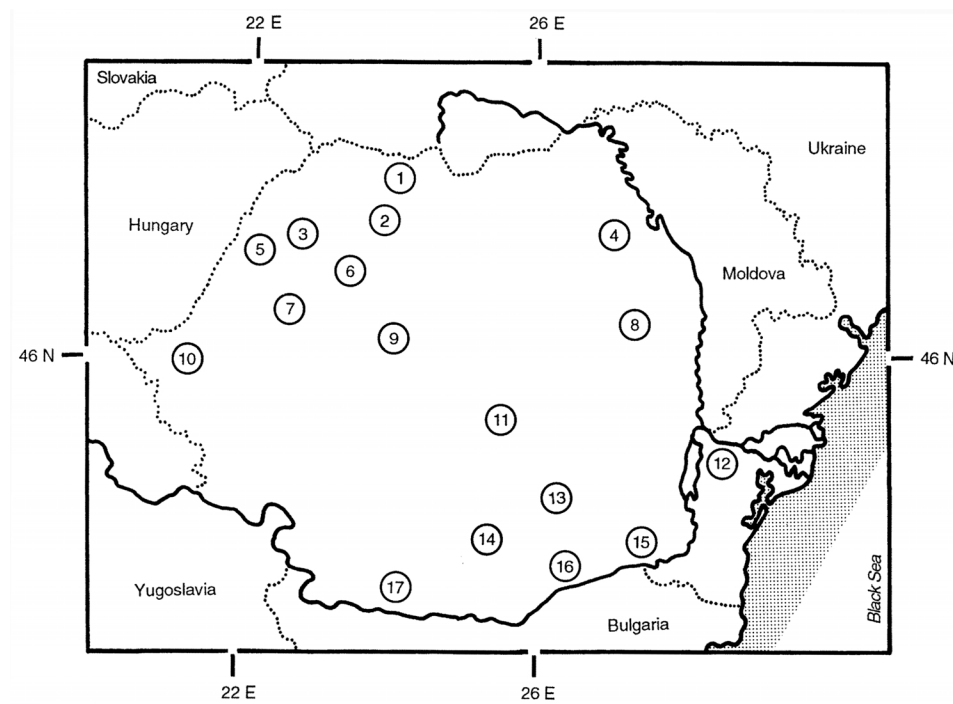 22 E
26 E
Slovakia
Ukraine
1
2
Hungary
3
4
5
6
Moldova
7
8
9
46 N
10
46 N
11
12
13
14
15
16
17
Yugoslavia
Bulgaria
Black Sea
22 E
26 E